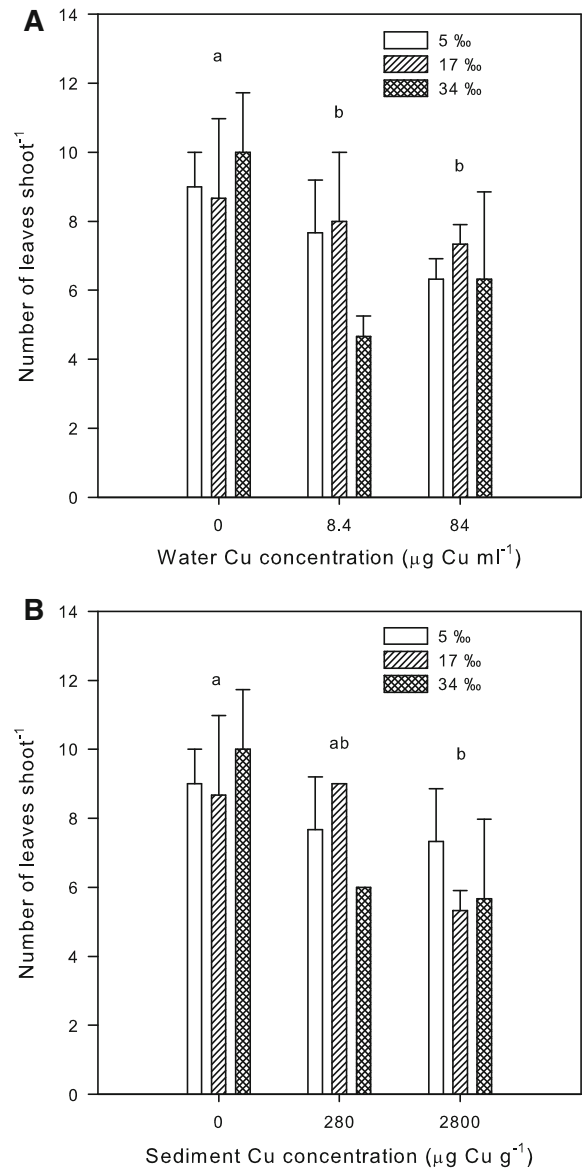 A
14
12
10
8
6
4
2
0
Number of leaves shoot⁻¹
5 ‰
17 ‰
34 ‰
a
b
b
0 8.4 84
Water Cu concentration (μg Cu ml⁻¹)
B
14
12
10
8
6
4
2
0
Number of leaves shoot⁻¹
5 ‰
17 ‰
34 ‰
a
ab
b
0 280 2800
Sediment Cu concentration (μg Cu g⁻¹)